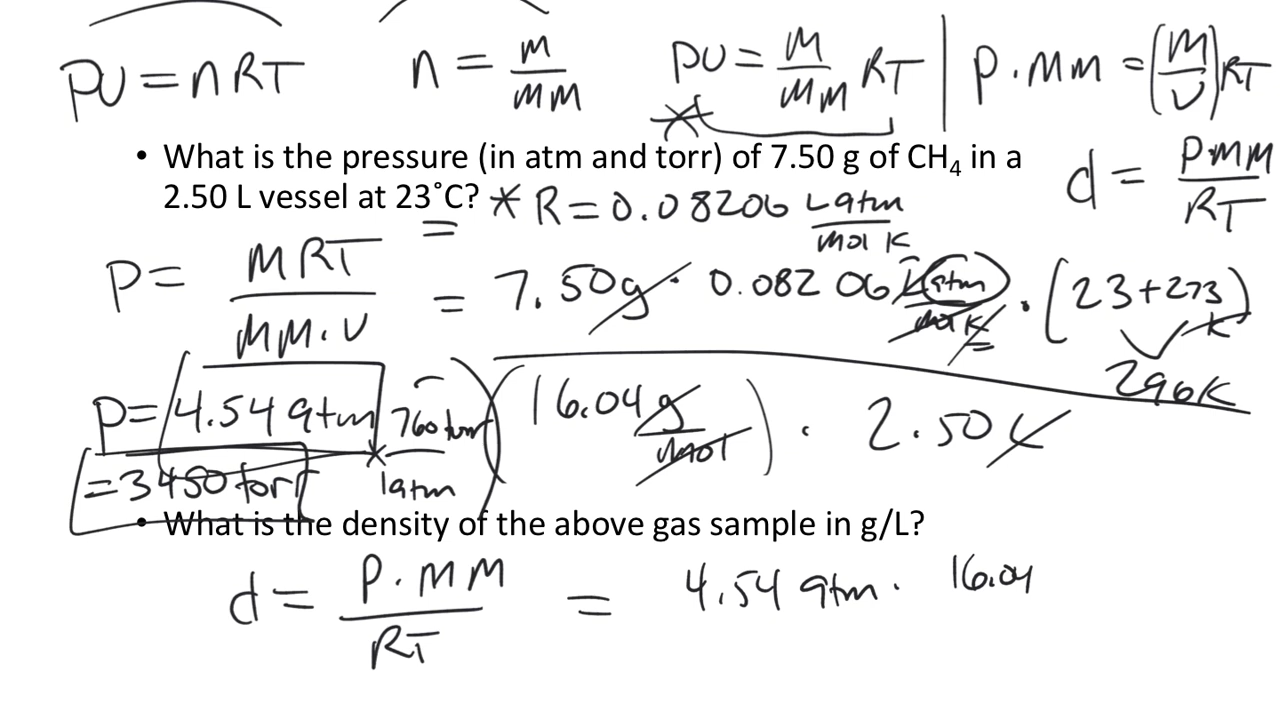 PV = nRT n = m/MM PV = m/MM RT | P · MM = (m/V) RT
• What is the pressure (in atm and torr) of 7.50 g of CH₄ in a d = P·MM/RT
2.50 L vessel at 23˚C? * R = 0.08206 L atm/mol K
P = mRT/MM·V = 7.50g · 0.08206 L atm/mol K · (23+273) K
296K
P = 4.54 atm 760 torr/1 atm (16.04 g/mol) · 2.50 L
= 3450 torr
• What is the density of the above gas sample in g/L?
d = P·MM/RT = 4.54 atm · 16.04